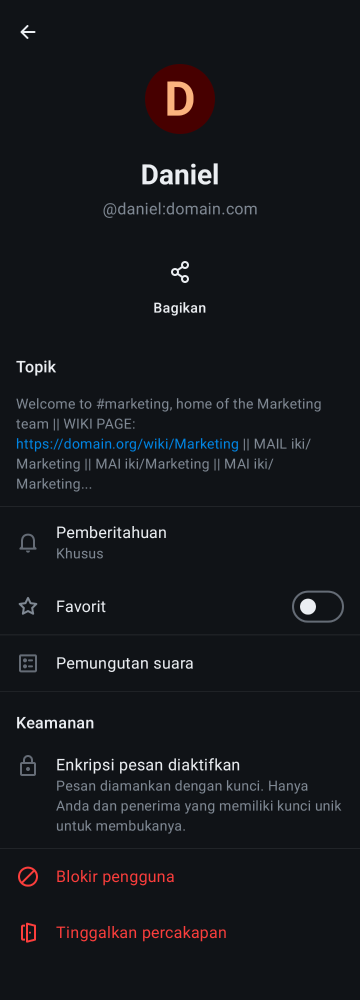 D
Daniel
@daniel:domain.com
Bagikan
Topik
Welcome to #marketing, home of the Marketing
team || WIKI PAGE:
https://domain.org/wiki/Marketing || MAIL iki/
Marketing || MAI iki/Marketing || MAI iki/
Marketing...
Pemberitahuan
Khusus
Favorit
Pemungutan suara
Keamanan
Enkripsi pesan diaktifkan
Pesan diamankan dengan kunci. Hanya
Anda dan penerima yang memiliki kunci unik
untuk membukanya.
Blokir pengguna
Tinggalkan percakapan